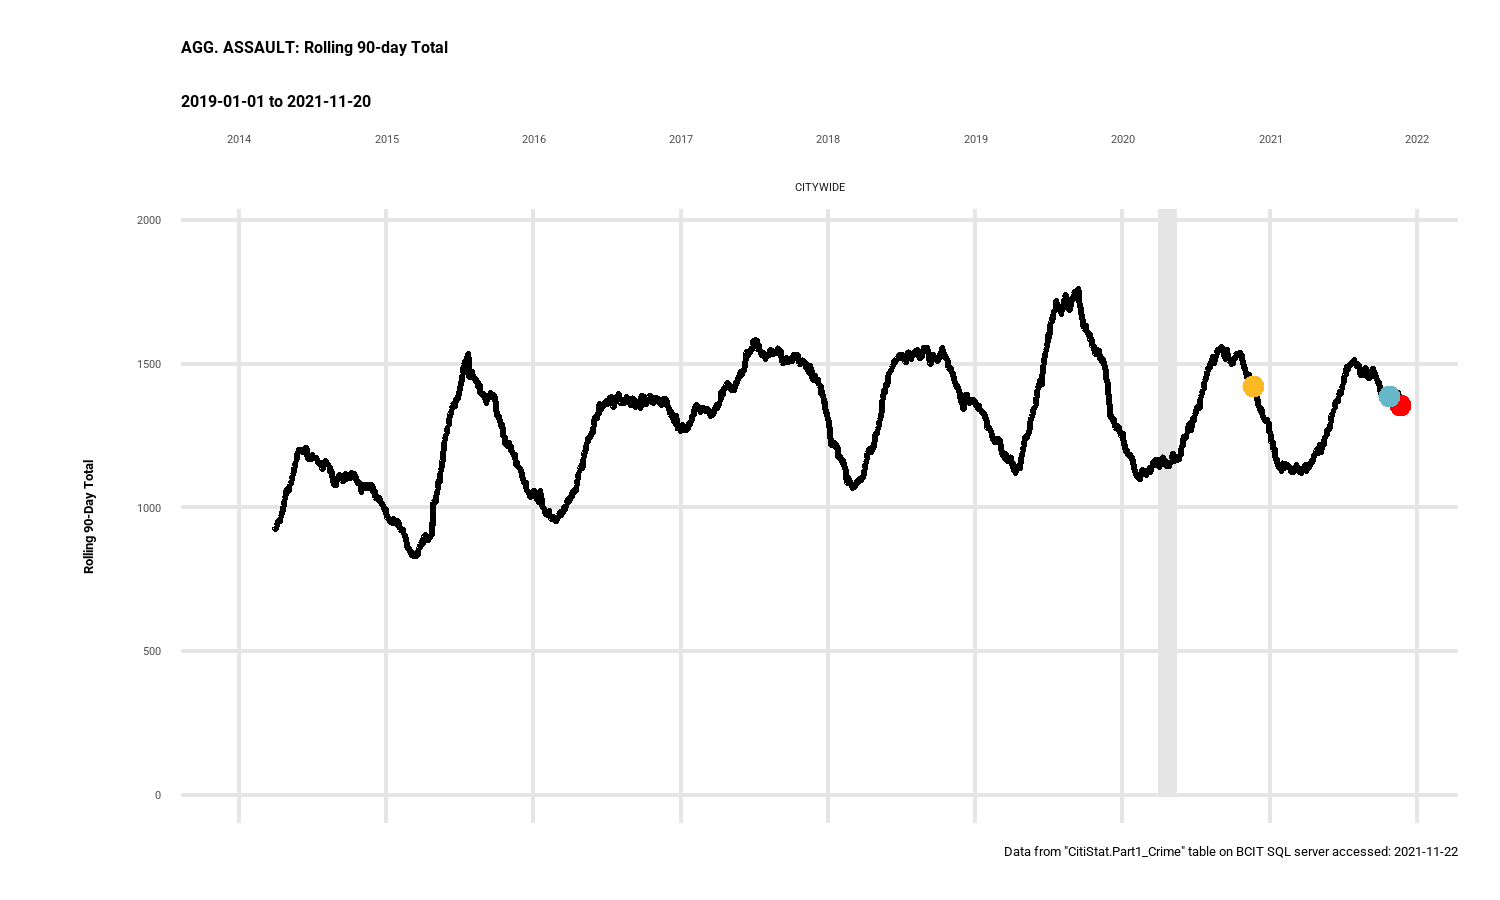 AGG. ASSAULT: Rolling 90-day Total
2019-01-01 to 2021-11-20
2014 2015 2016 2017 2018 2019 2020 2021 2022
CITYWIDE
2000
1500
1000
500
0
Rolling 90-Day Total
Data from "CitiStat.Part1_Crime" table on BCIT SQL server accessed: 2021-11-22